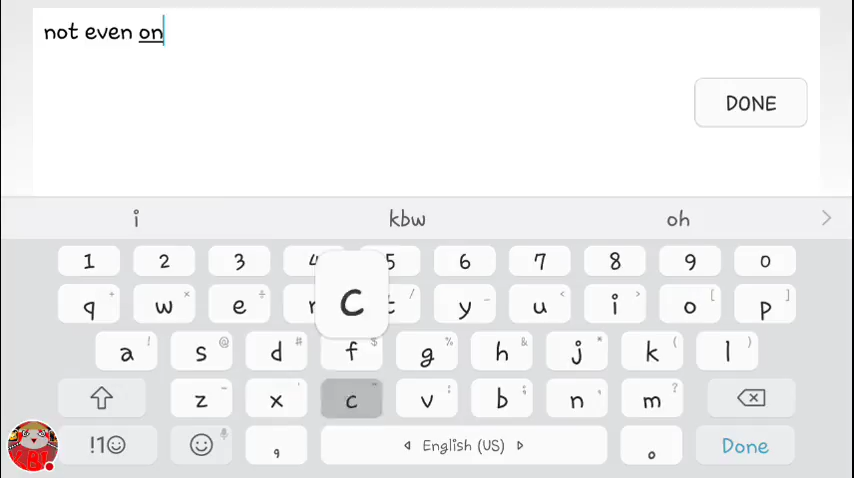 not even on
DONE
i kbw oh
1 2 3 4 5 6 7 8 9 0
c
q + w × e ÷ r t / y _ u < i > o [ p ]
a ! s @ d # f $ g % h & j * k ( l )
z - x ' c " v : b ; n , m ?
!1☺ , English (US) . Done
KBI.